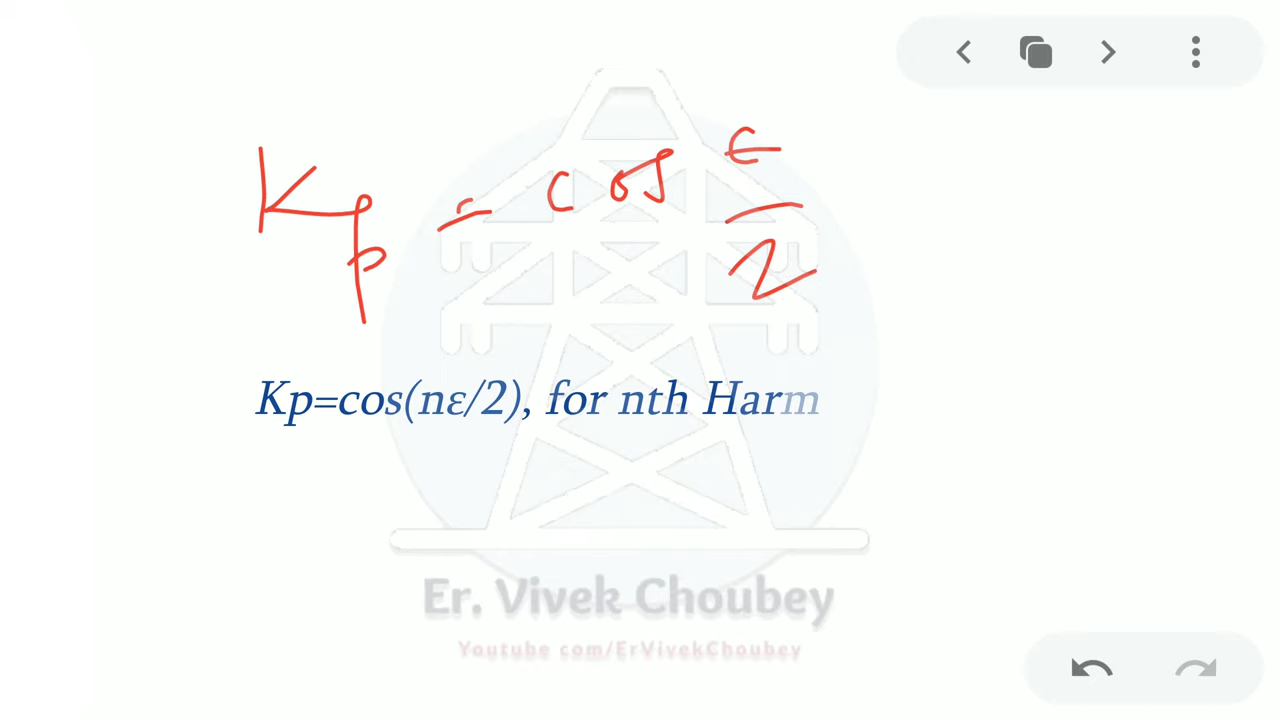 Kp = cos ε/2
Kp=cos(nε/2), for nth Harm
Er. Vivek Choubey
Youtube com/ErVivekChoubey